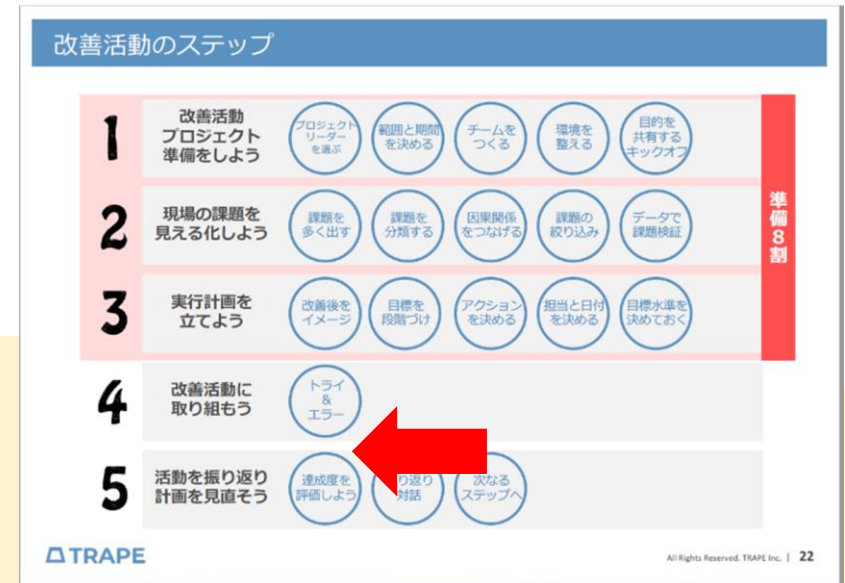 改善活動のステップ
1
改善活動
プロジェクト
準備をしよう
プロジェクト
リーダー
を選ぶ
範囲と期間
を決める
チームを
つくる
環境を
整える
目的を
共有する
キックオフ
2
現場の課題を
見える化しよう
課題を
多く出す
課題を
分類する
因果関係
をつなげる
課題の
絞り込み
データで
課題検証
3
実行計画を
立てよう
改善後を
イメージ
目標を
段階づけ
アクション
を決める
担当と日付
を決める
目標水準を
決めておく
準備8割
4
改善活動に
取り組もう
トライ
&
エラー
5
活動を振り返り
計画を見直そう
達成度を
評価しよう
り返り
対話
次なる
ステップへ
TRAPE
All Rights Reserved. TRAPE Inc. | 22